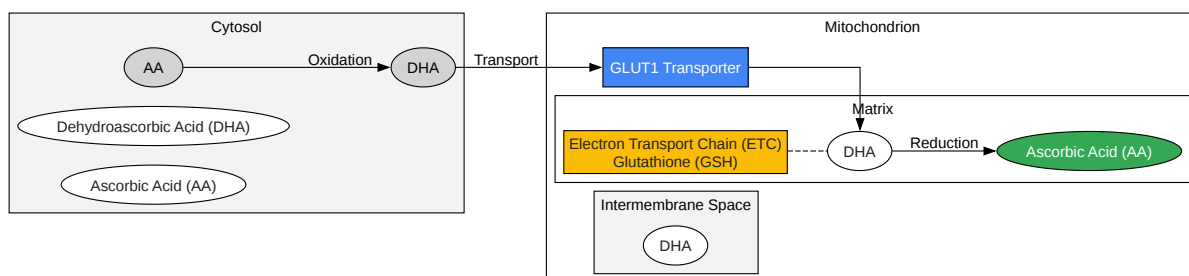 Cytosol
Mitochondrion
AA
Oxidation
DHA
Transport
GLUT1 Transporter
Dehydroascorbic Acid (DHA)
Ascorbic Acid (AA)
Matrix
Electron Transport Chain (ETC)
Glutathione (GSH)
DHA
Reduction
Ascorbic Acid (AA)
Intermembrane Space
DHA